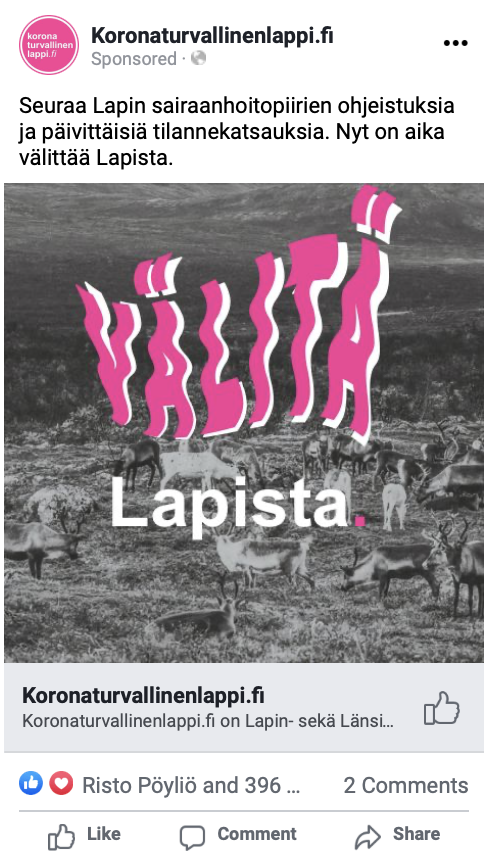 korona
turvallinen
lappi.fi
Koronaturvallinenlappi.fi
Sponsored ·
Seuraa Lapin sairaanhoitopiirien ohjeistuksia
ja päivittäisiä tilannekatsauksia. Nyt on aika
välittää Lapista.
VÄLITÄ
Lapista.
Koronaturvallinenlappi.fi
Koronaturvallinenlappi.fi on Lapin- sekä Länsi...
Risto Pöyliö and 396 ...
2 Comments
Like
Comment
Share